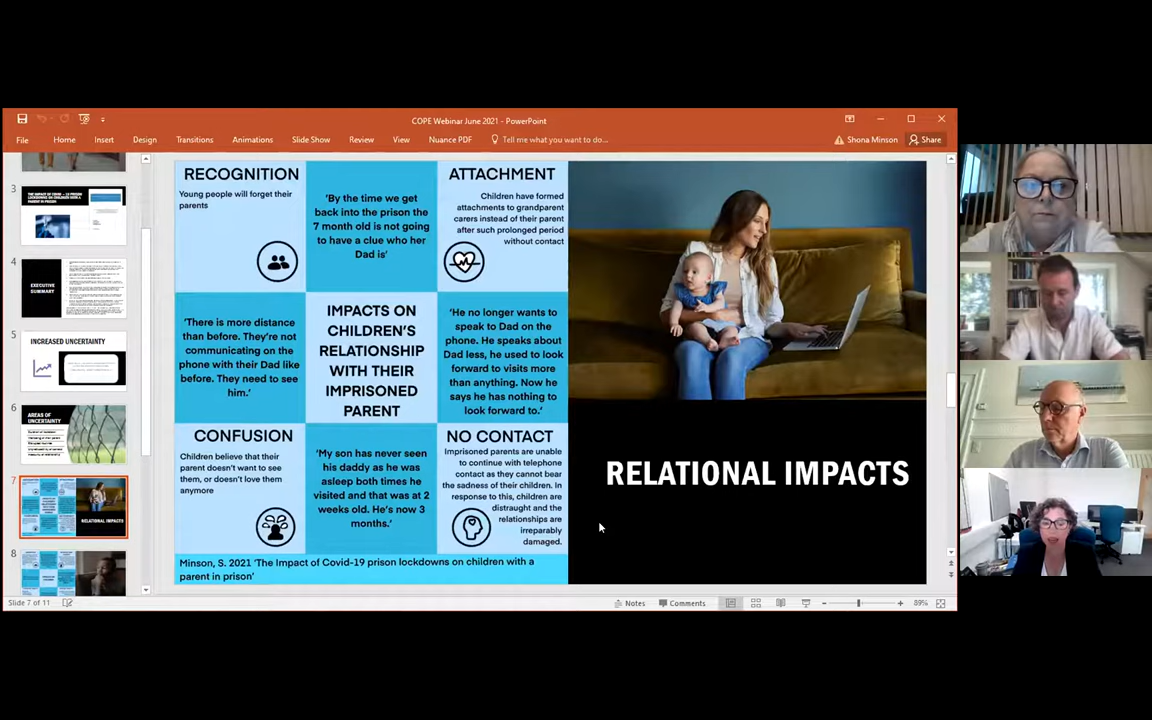 COPE Webinar June 2021 - PowerPoint
File Home Insert Design Transitions Animations Slide Show Review View Nuance PDF Tell me what you want to do... Shona Minson Share
3
4
EXECUTIVE
SUMMARY
5
INCREASED UNCERTAINTY
6
AREAS OF
UNCERTAINTY
7
RELATIONAL IMPACTS
8
RECOGNITION
Young people will forget their
parents
'By the time we get
back into the prison the
7 month old is not going
to have a clue who her
Dad is'
ATTACHMENT
Children have formed
attachments to grandparent
carers instead of their parent
after such prolonged period
without contact
'There is more distance
than before. They're not
communicating on the
phone with their Dad like
before. They need to see
him.'
IMPACTS ON
CHILDREN'S
RELATIONSHIP
WITH THEIR
IMPRISONED
PARENT
'He no longer wants to
speak to Dad on the
phone. He speaks about
Dad less, he used to look
forward to visits more
than anything. Now he
says he has nothing to
look forward to.'
CONFUSION
Children believe that their
parent doesn't want to see
them, or doesn't love them
anymore
'My son has never seen
his daddy as he was
asleep both times he
visited and that was at 2
weeks old. He's now 3
months.'
NO CONTACT
Imprisoned parents are unable
to continue with telephone
contact as they cannot bear
the sadness of their children. In
response to this, children are
distraught and the
relationships are
irreparably
damaged.
Minson, S. 2021 'The Impact of Covid-19 prison lockdowns on children with a
parent in prison'
RELATIONAL IMPACTS
Slide 7 of 11 Notes Comments 89%